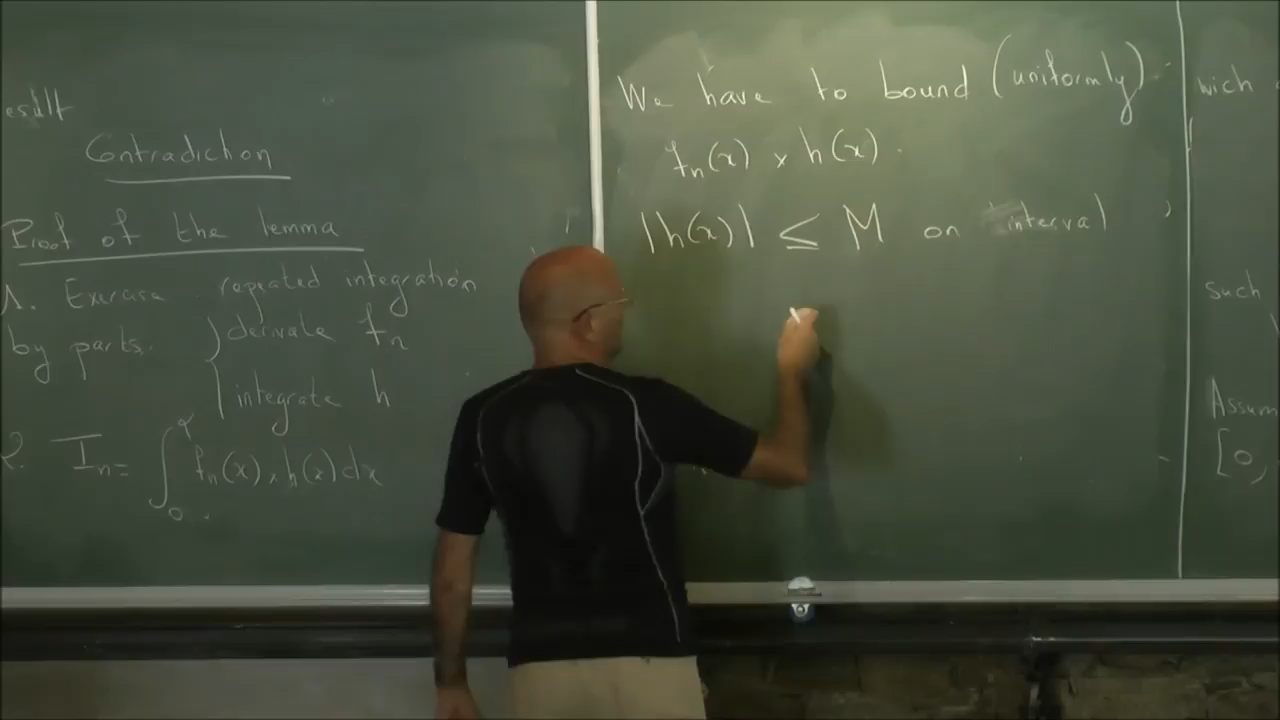 esult
Contradiction
Proof of the lemma
1. Exercise repeated integration
by parts. { derivate fn
integrate h
2. In = ∫₀^α fn(x) × h(x) dx
We have to bound (uniformly)
fn(x) × h(x).
|h(x)| ≤ M on interval
wich
such
Assum
[0,